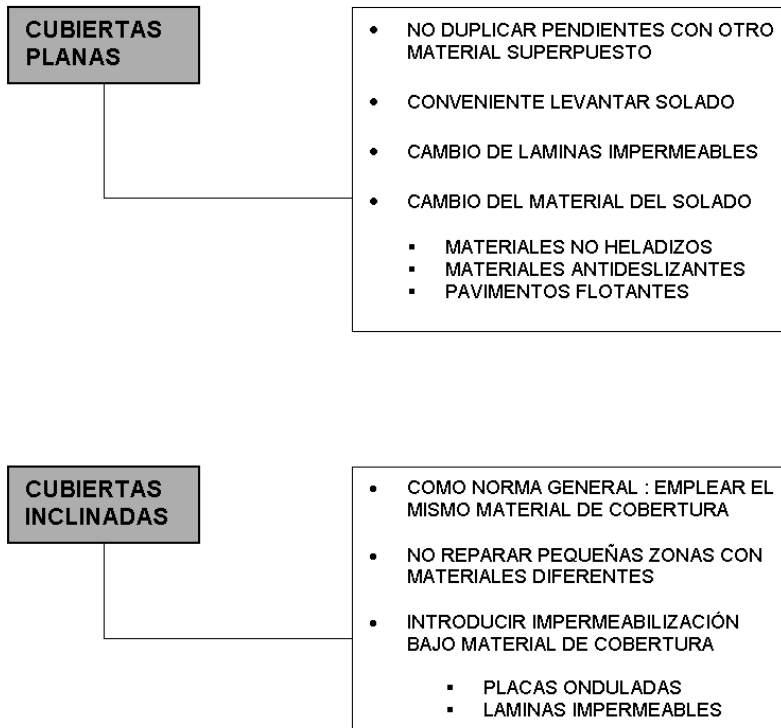 CUBIERTAS
PLANAS
• NO DUPLICAR PENDIENTES CON OTRO
MATERIAL SUPERPUESTO
• CONVENIENTE LEVANTAR SOLADO
• CAMBIO DE LAMINAS IMPERMEABLES
• CAMBIO DEL MATERIAL DEL SOLADO
▪ MATERIALES NO HELADIZOS
▪ MATERIALES ANTIDESLIZANTES
▪ PAVIMENTOS FLOTANTES
CUBIERTAS
INCLINADAS
• COMO NORMA GENERAL : EMPLEAR EL
MISMO MATERIAL DE COBERTURA
• NO REPARAR PEQUEÑAS ZONAS CON
MATERIALES DIFERENTES
• INTRODUCIR IMPERMEABILIZACIÓN
BAJO MATERIAL DE COBERTURA
▪ PLACAS ONDULADAS
▪ LAMINAS IMPERMEABLES